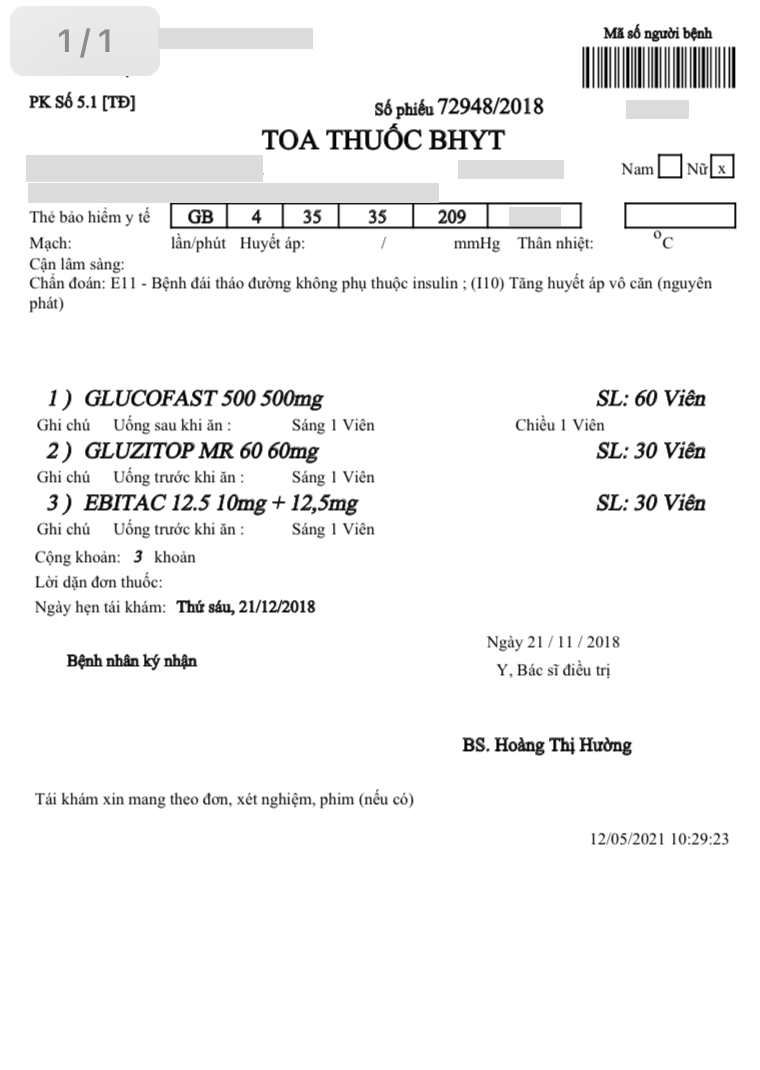 1/1
Mã số người bệnh
PK Số 5.1 [TĐ]
Số phiếu 72948/2018
TOA THUỐC BHYT
Nam Nữ x
Thẻ bảo hiểm y tế GB 4 35 35 209
Mạch: lần/phút Huyết áp: / mmHg Thân nhiệt: °C
Cận lâm sàng:
Chẩn đoán: E11 - Bệnh đái tháo đường không phụ thuộc insulin ; (I10) Tăng huyết áp vô căn (nguyên
phát)
1 ) GLUCOFAST 500 500mg SL: 60 Viên
Ghi chú Uống sau khi ăn : Sáng 1 Viên Chiều 1 Viên
2 ) GLUZITOP MR 60 60mg SL: 30 Viên
Ghi chú Uống trước khi ăn : Sáng 1 Viên
3 ) EBITAC 12.5 10mg + 12,5mg SL: 30 Viên
Ghi chú Uống trước khi ăn : Sáng 1 Viên
Cộng khoản: 3 khoản
Lời dặn đơn thuốc:
Ngày hẹn tái khám: Thứ sáu, 21/12/2018
Ngày 21 / 11 / 2018
Bệnh nhân ký nhận
Y, Bác sĩ điều trị
BS. Hoàng Thị Hường
Tái khám xin mang theo đơn, xét nghiệm, phim (nếu có)
12/05/2021 10:29:23